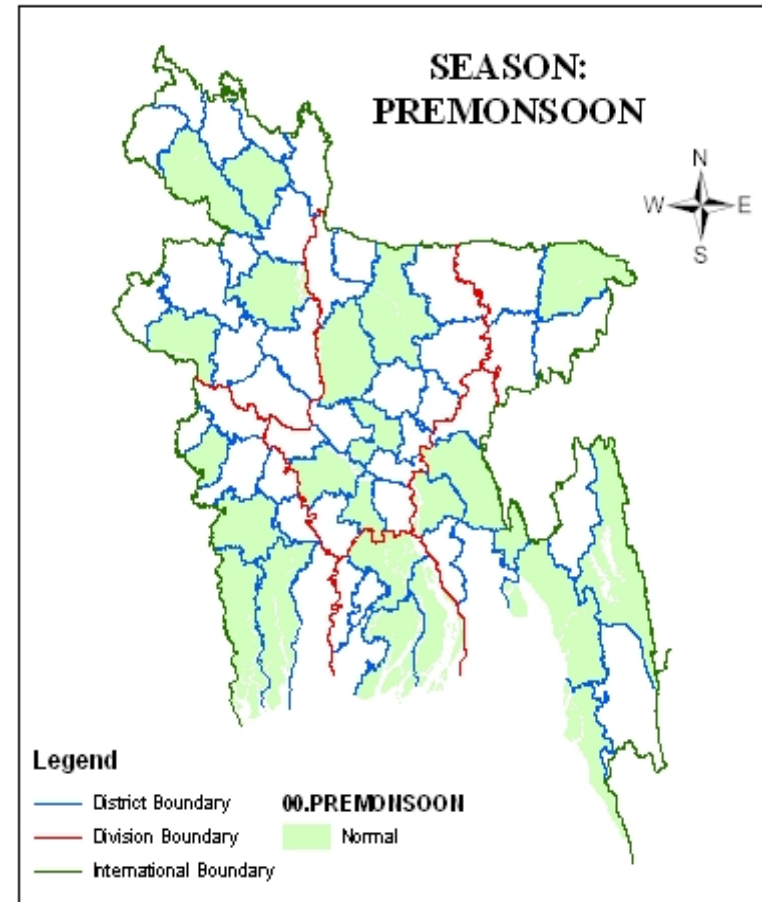 SEASON:
PREMONSOON
N
W E
S
Legend
District Boundary
Division Boundary
International Boundary
00.PREMONSOON
Normal